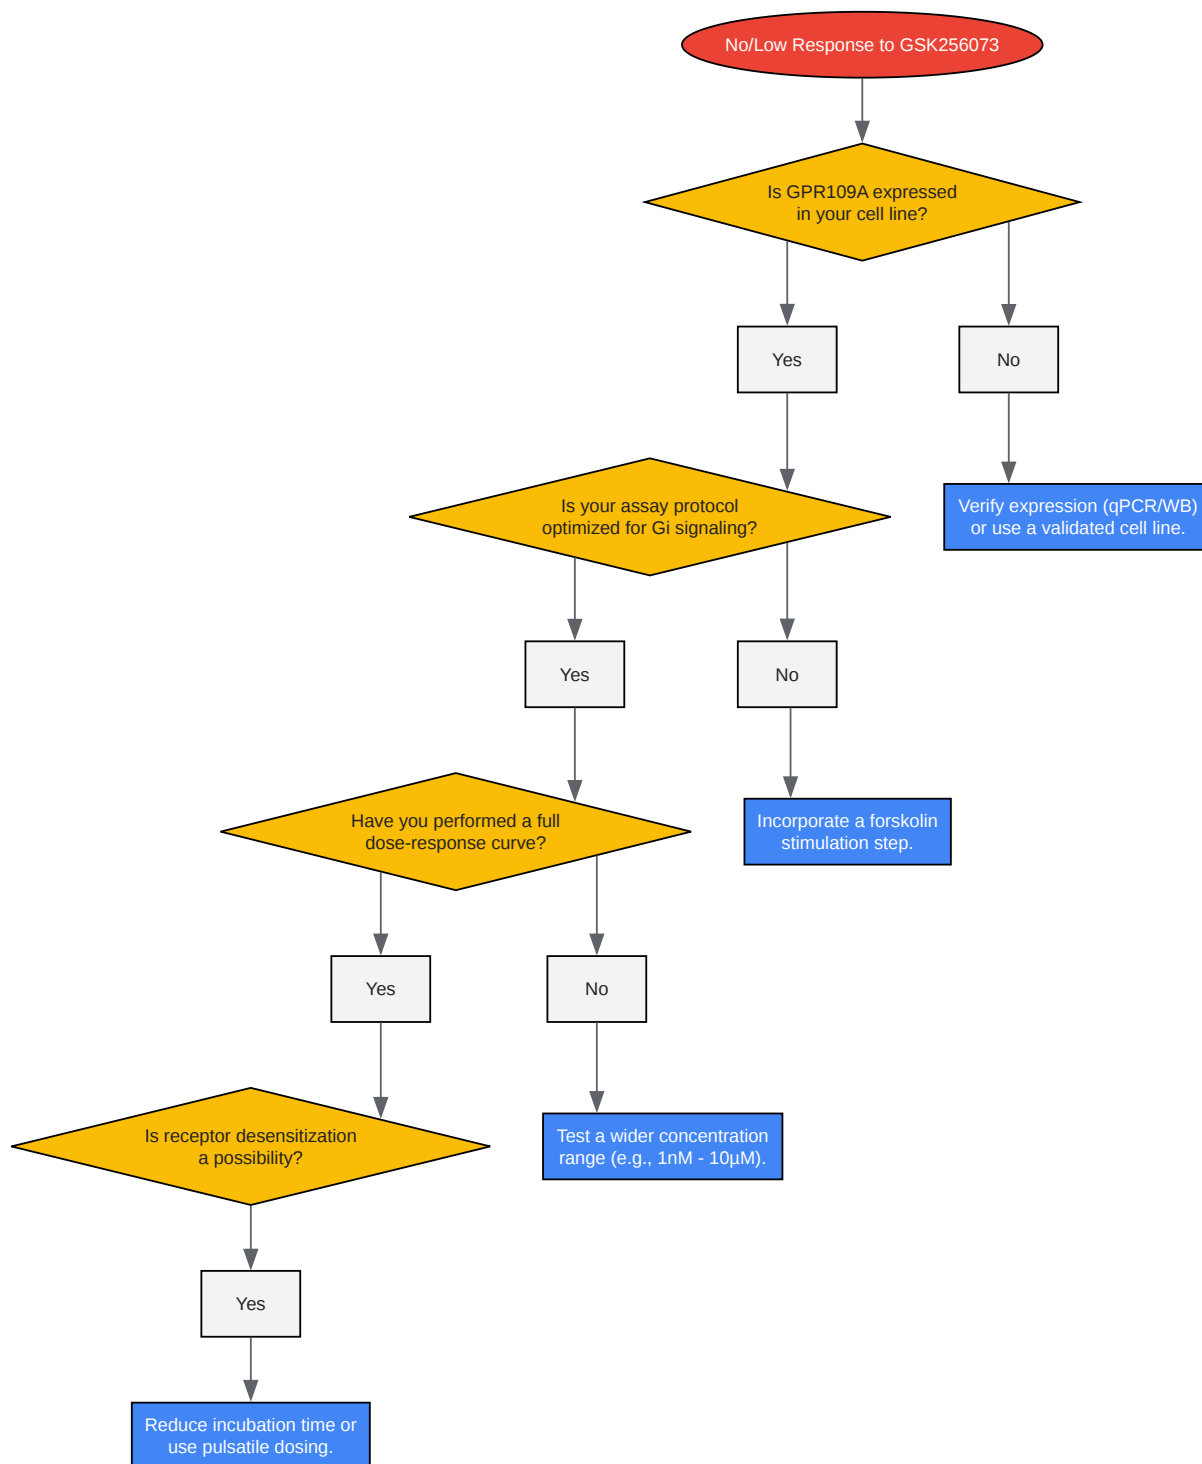 No/Low Response to GSK256073
Is GPR109A expressed
in your cell line?
Yes
No
Is your assay protocol
optimized for Gi signaling?
Verify expression (qPCR/WB)
or use a validated cell line.
Yes
No
Have you performed a full
dose-response curve?
Incorporate a forskolin
stimulation step.
Yes
No
Is receptor desensitization
a possibility?
Test a wider concentration
range (e.g., 1nM - 10µM).
Yes
Reduce incubation time or
use pulsatile dosing.